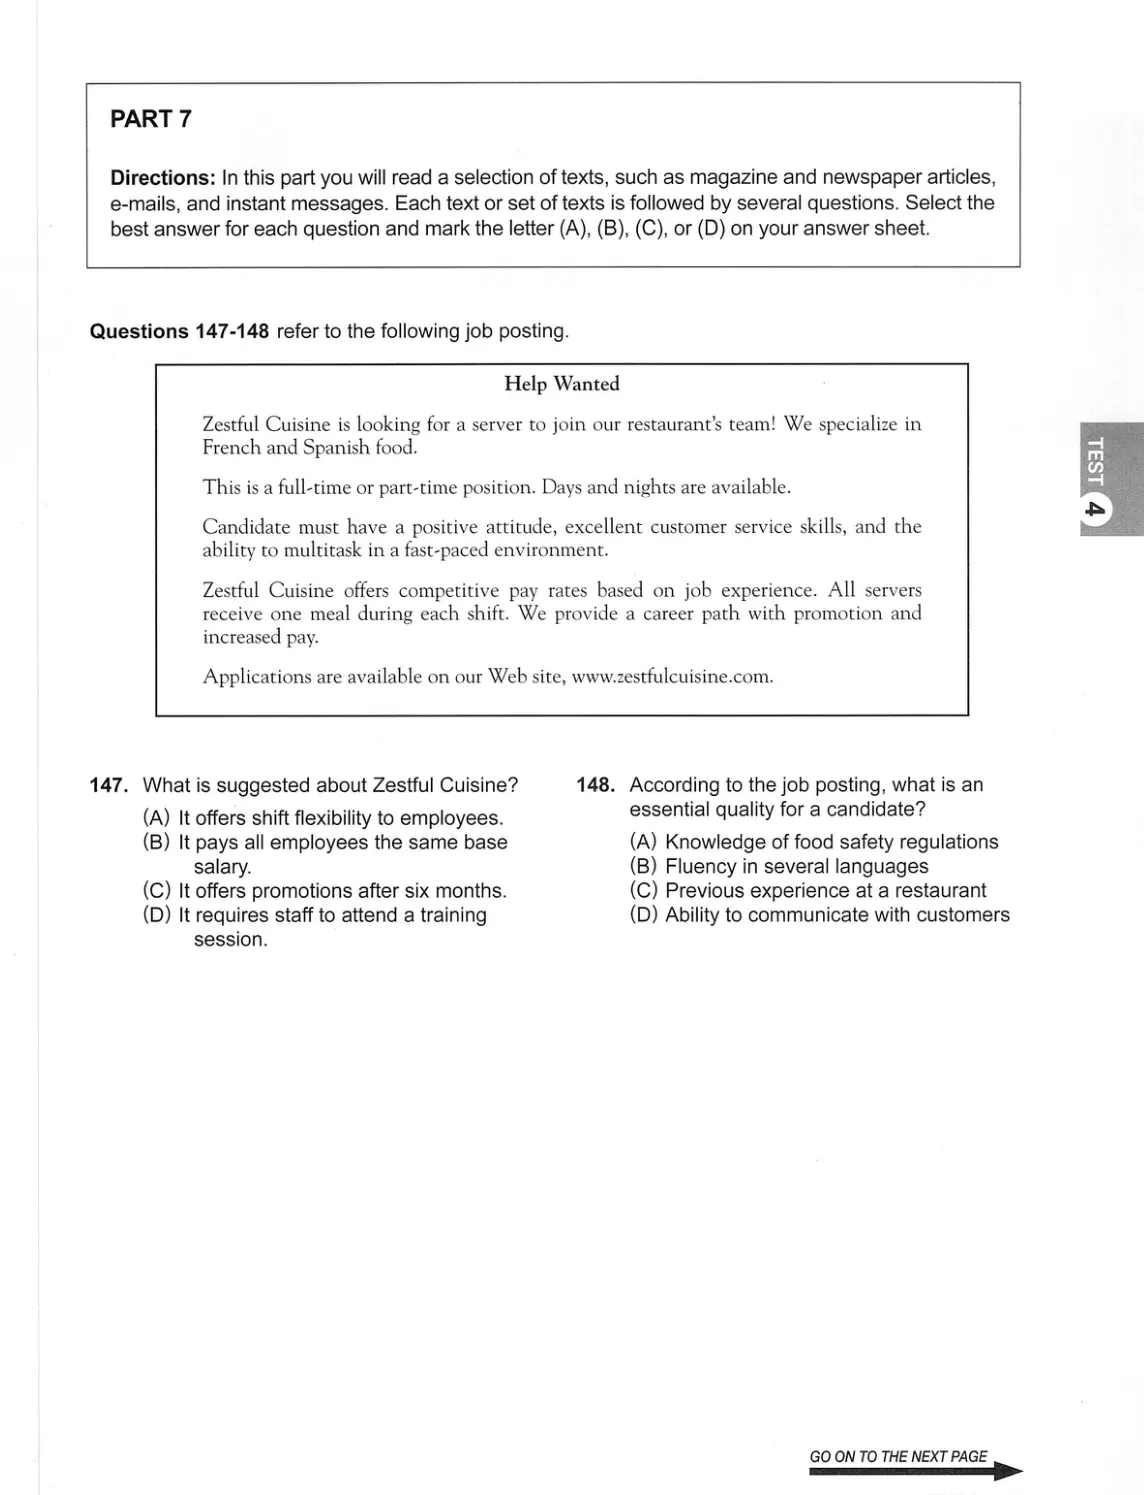 PART 7
Directions: In this part you will read a selection of texts, such as magazine and newspaper articles,
e-mails, and instant messages. Each text or set of texts is followed by several questions. Select the
best answer for each question and mark the letter (A), (B), (C), or (D) on your answer sheet.
Questions 147-148 refer to the following job posting.
Help Wanted
Zestful Cuisine is looking for a server to join our restaurant's team! We specialize in
French and Spanish food.
This is a full-time or part-time position. Days and nights are available.
Candidate must have a positive attitude, excellent customer service skills, and the
ability to multitask in a fast-paced environment.
Zestful Cuisine offers competitive pay rates based on job experience. All servers
receive one meal during each shift. We provide a career path with promotion and
increased pay.
Applications are available on our Web site, www.zestfulcuisine.com.
TEST 4
147. What is suggested about Zestful Cuisine?
(A) It offers shift flexibility to employees.
(B) It pays all employees the same base
salary.
(C) It offers promotions after six months.
(D) It requires staff to attend a training
session.
148. According to the job posting, what is an
essential quality for a candidate?
(A) Knowledge of food safety regulations
(B) Fluency in several languages
(C) Previous experience at a restaurant
(D) Ability to communicate with customers
GO ON TO THE NEXT PAGE